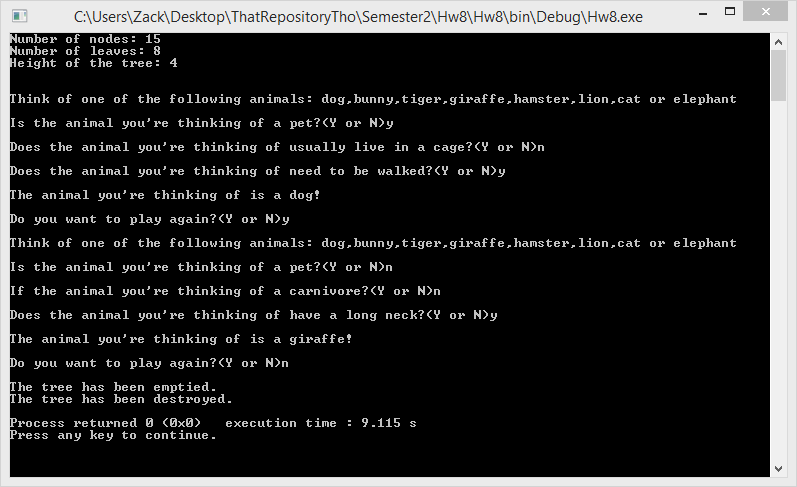 C:\Users\Zack\Desktop\ThatRepositoryTho\Semester2\Hw8\Hw8\bin\Debug\Hw8.exe
Number of nodes: 15
Number of leaves: 8
Height of the tree: 4
Think of one of the following animals: dog,bunny,tiger,giraffe,hamster,lion,cat or elephant
Is the animal you're thinking of a pet?(Y or N)y
Does the animal you're thinking of usually live in a cage?(Y or N)n
Does the animal you're thinking of need to be walked?(Y or N)y
The animal you're thinking of is a dog!
Do you want to play again?(Y or N)y
Think of one of the following animals: dog,bunny,tiger,giraffe,hamster,lion,cat or elephant
Is the animal you're thinking of a pet?(Y or N)n
If the animal you're thinking of a carnivore?(Y or N)n
Does the animal you're thinking of have a long neck?(Y or N)y
The animal you're thinking of is a giraffe!
Do you want to play again?(Y or N)n
The tree has been emptied.
The tree has been destroyed.
Process returned 0 (0x0)   execution time : 9.115 s
Press any key to continue.